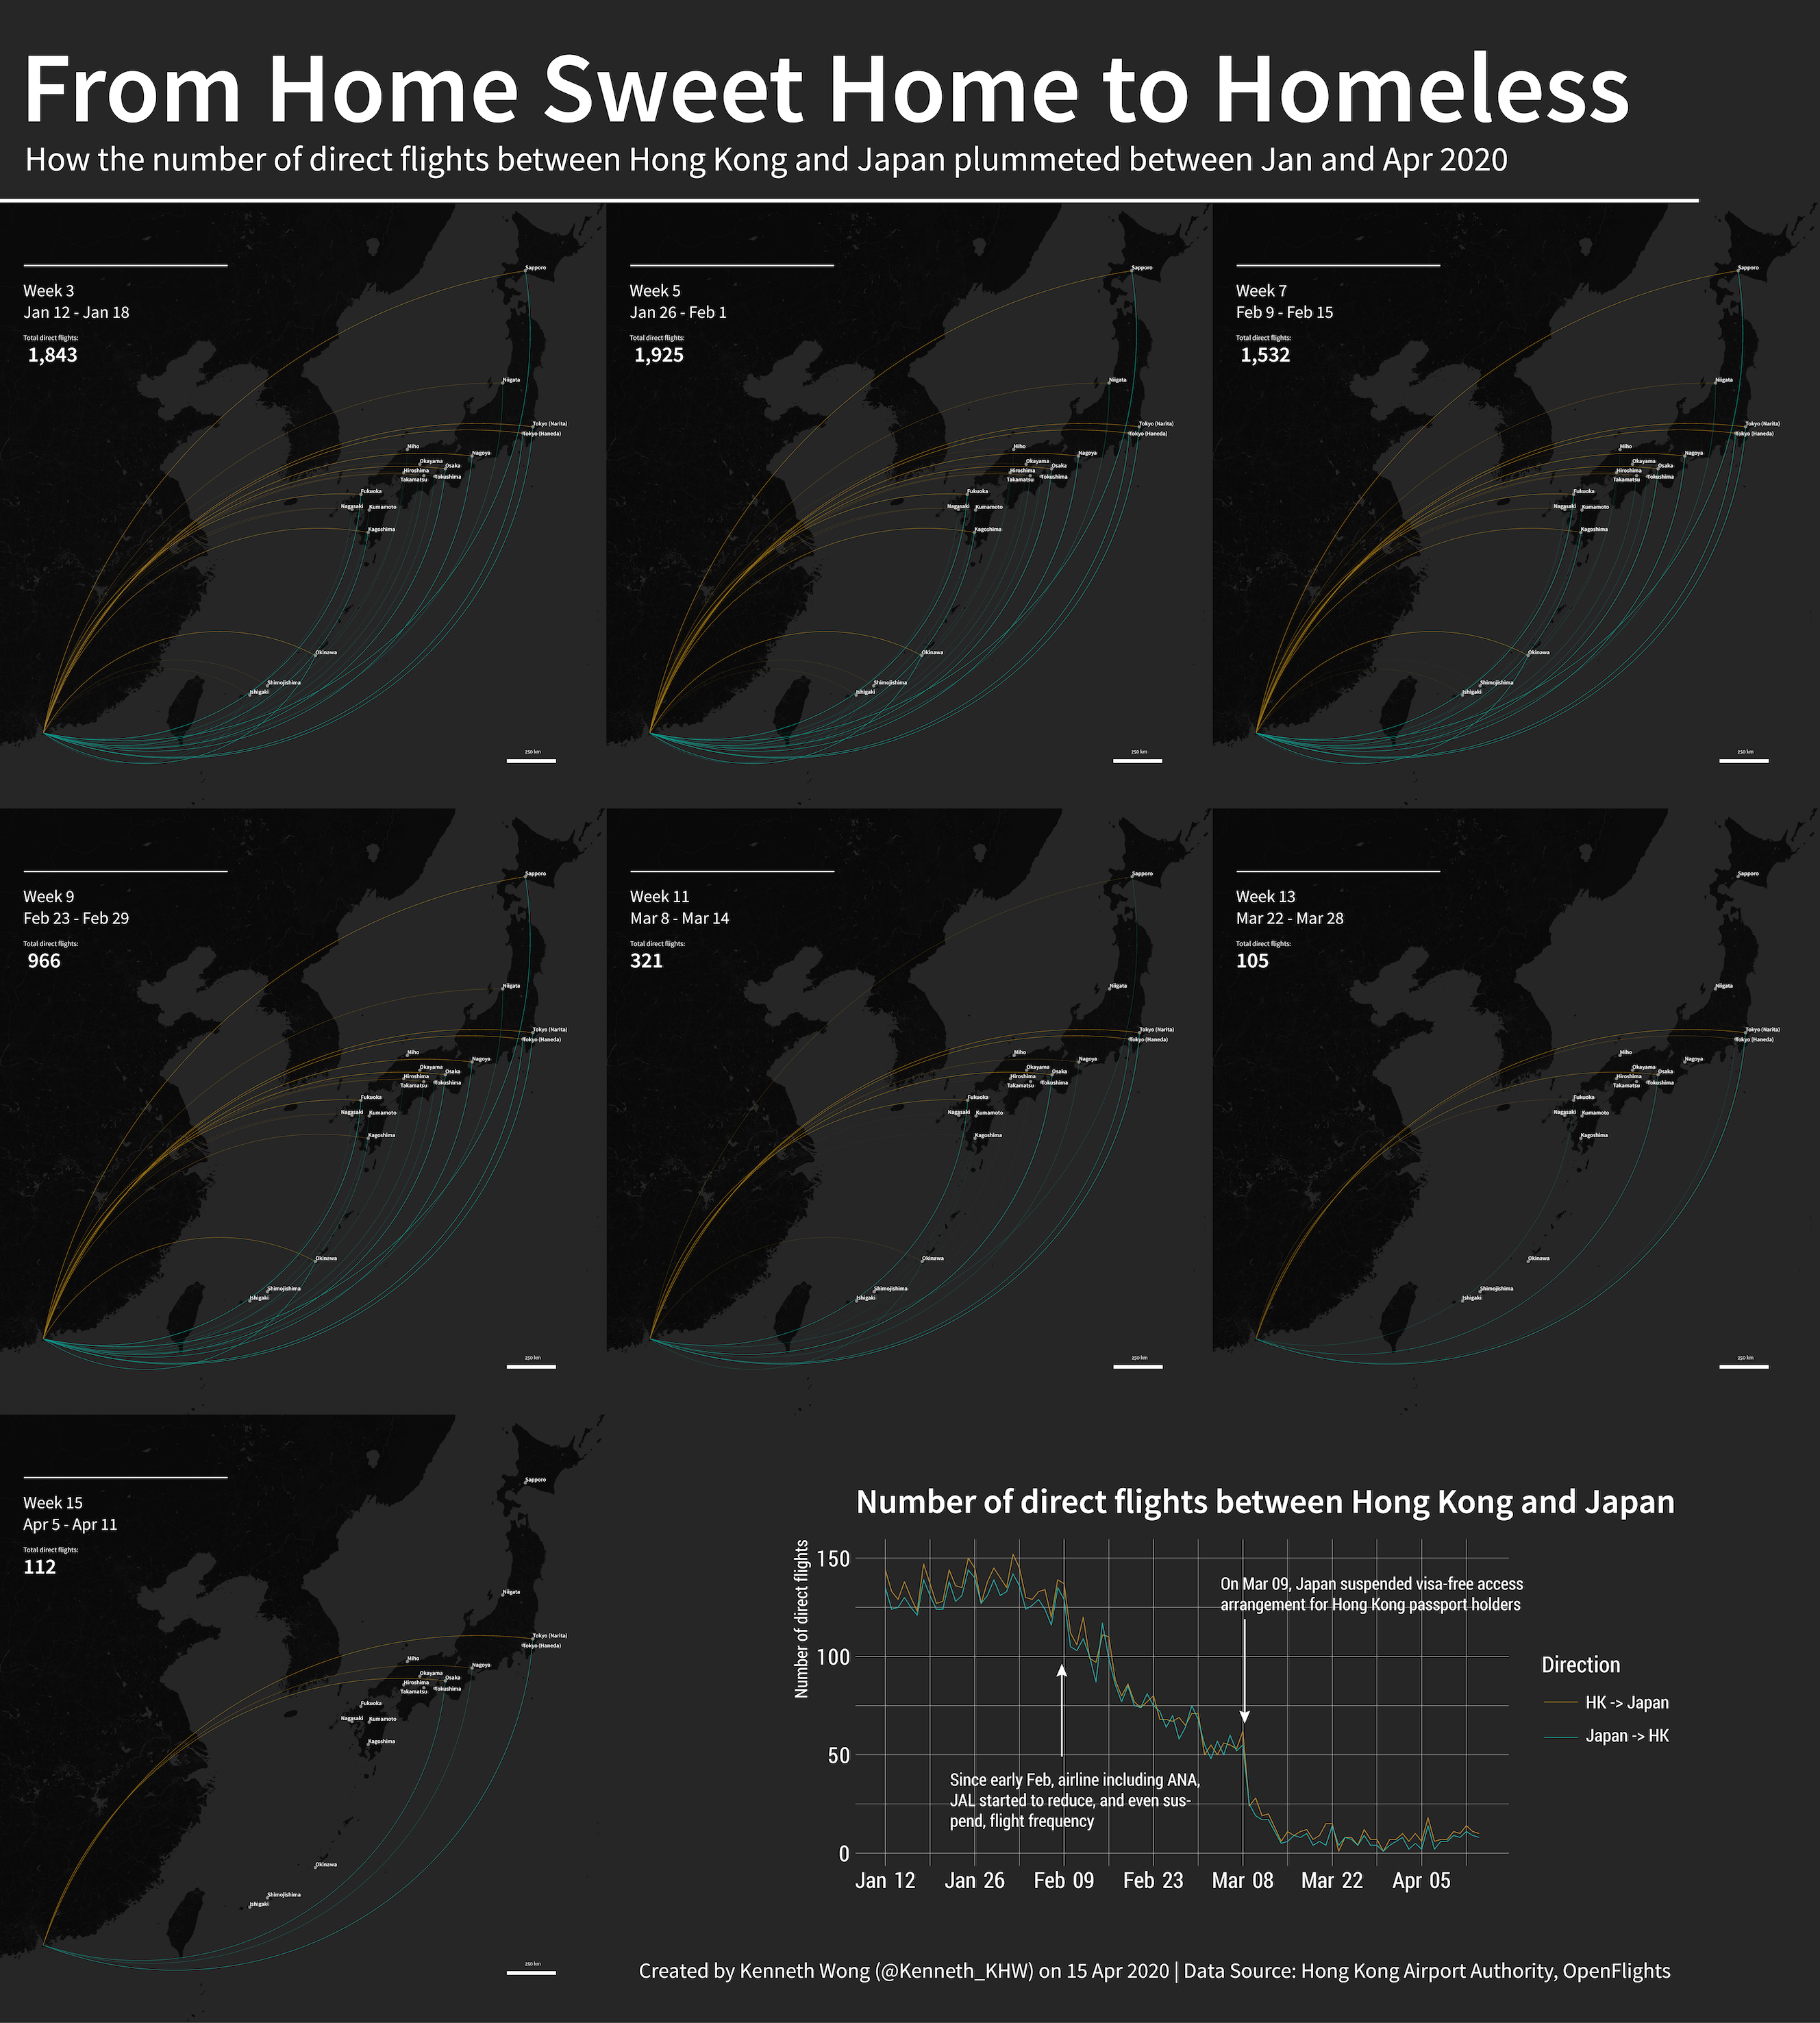 From Home Sweet Home to Homeless
How the number of direct flights between Hong Kong and Japan plummeted between Jan and Apr 2020
Week 3
Jan 12 - Jan 18
Total direct flights:
1,843
Sapporo
Niigata
Tokyo (Narita)
Tokyo (Haneda)
Miho
Nagoya
Okayama
Osaka
Hiroshima
Takamatsu
Tokushima
Fukuoka
Nagasaki
Kumamoto
Kagoshima
Okinawa
Shimojishima
Ishigaki
250 km
Week 5
Jan 26 - Feb 1
Total direct flights:
1,925
Sapporo
Niigata
Tokyo (Narita)
Tokyo (Haneda)
Miho
Nagoya
Okayama
Osaka
Hiroshima
Takamatsu
Tokushima
Fukuoka
Nagasaki
Kumamoto
Kagoshima
Okinawa
Shimojishima
Ishigaki
250 km
Week 7
Feb 9 - Feb 15
Total direct flights:
1,532
Sapporo
Niigata
Tokyo (Narita)
Tokyo (Haneda)
Miho
Nagoya
Okayama
Osaka
Hiroshima
Takamatsu
Tokushima
Fukuoka
Nagasaki
Kumamoto
Kagoshima
Okinawa
Shimojishima
Ishigaki
250 km
Week 9
Feb 23 - Feb 29
Total direct flights:
966
Sapporo
Niigata
Tokyo (Narita)
Tokyo (Haneda)
Miho
Nagoya
Okayama
Osaka
Hiroshima
Takamatsu
Tokushima
Fukuoka
Nagasaki
Kumamoto
Kagoshima
Okinawa
Shimojishima
Ishigaki
250 km
Week 11
Mar 8 - Mar 14
Total direct flights:
321
Sapporo
Niigata
Tokyo (Narita)
Tokyo (Haneda)
Miho
Nagoya
Okayama
Osaka
Hiroshima
Takamatsu
Tokushima
Fukuoka
Nagasaki
Kumamoto
Kagoshima
Okinawa
Shimojishima
Ishigaki
250 km
Week 13
Mar 22 - Mar 28
Total direct flights:
105
Sapporo
Niigata
Tokyo (Narita)
Tokyo (Haneda)
Miho
Nagoya
Okayama
Osaka
Hiroshima
Takamatsu
Tokushima
Fukuoka
Nagasaki
Kumamoto
Kagoshima
Okinawa
Shimojishima
Ishigaki
250 km
Week 15
Apr 5 - Apr 11
Total direct flights:
112
Sapporo
Niigata
Tokyo (Narita)
Tokyo (Haneda)
Miho
Nagoya
Okayama
Osaka
Hiroshima
Takamatsu
Tokushima
Fukuoka
Nagasaki
Kumamoto
Kagoshima
Okinawa
Shimojishima
Ishigaki
250 km
Number of direct flights between Hong Kong and Japan
Number of direct flights
150
100
50
0
On Mar 09, Japan suspended visa-free access
arrangement for Hong Kong passport holders
Since early Feb, airline including ANA,
JAL started to reduce, and even sus-
pend, flight frequency
Jan 12 Jan 26 Feb 09 Feb 23 Mar 08 Mar 22 Apr 05
Direction
HK -> Japan
Japan -> HK
Created by Kenneth Wong (@Kenneth_KHW) on 15 Apr 2020 | Data Source: Hong Kong Airport Authority, OpenFlights